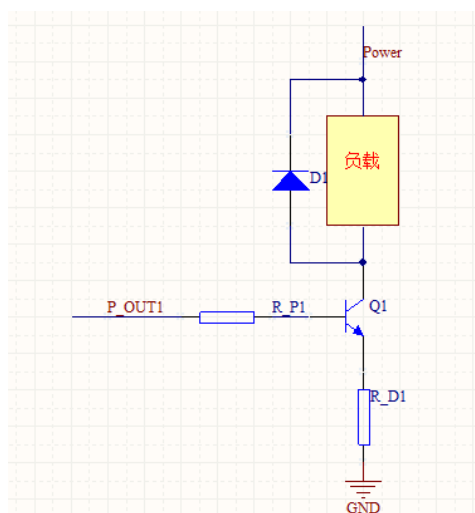 Power
负载
D1
P_OUT1
R_P1
Q1
R_D1
GND